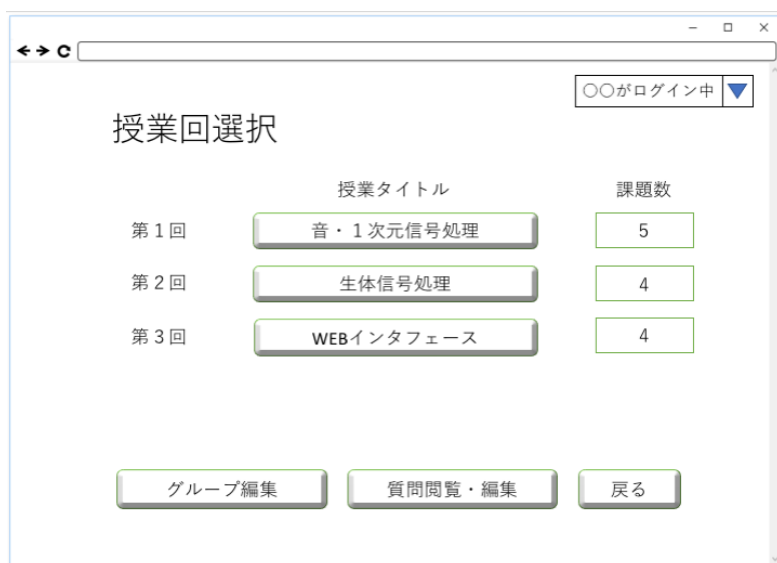 〇〇がログイン中
授業回選択
授業タイトル 課題数
第1回 音・1次元信号処理 5
第2回 生体信号処理 4
第3回 WEBインタフェース 4
グループ編集 質問閲覧・編集 戻る